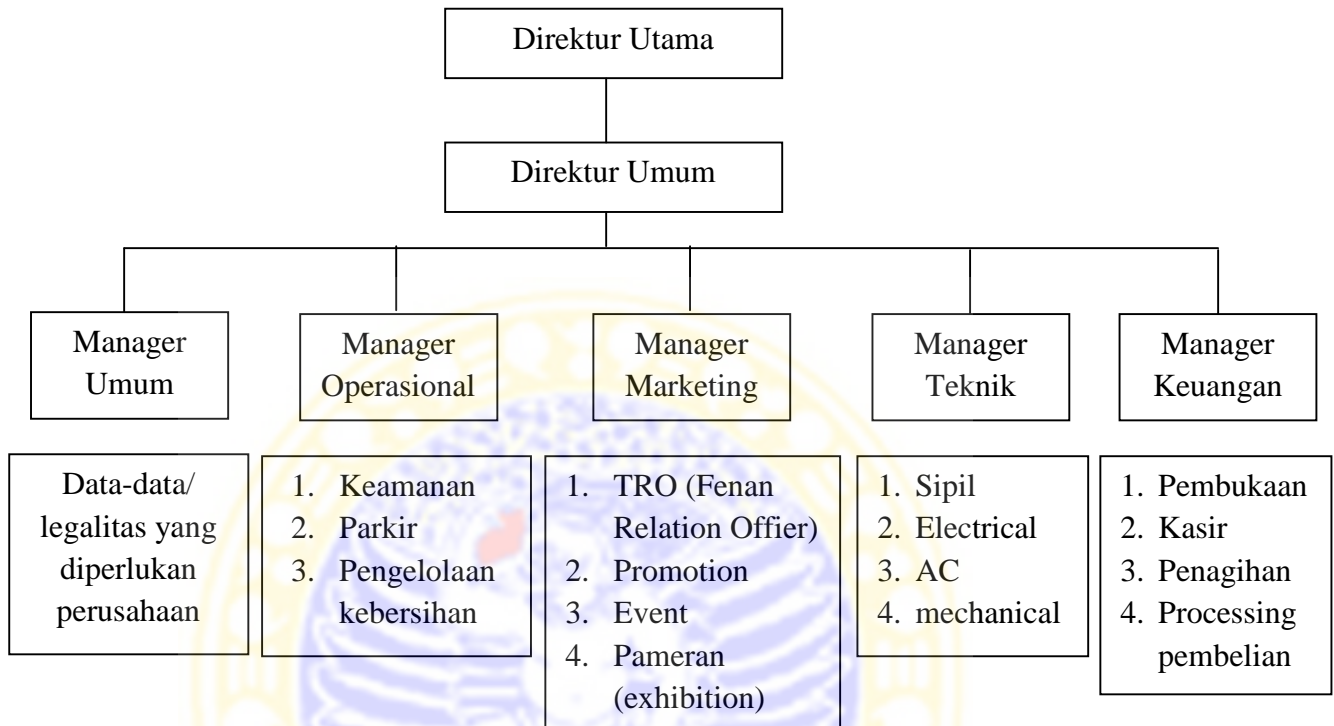 Direktur Utama
Direktur Umum
Manager
Umum
Manager
Operasional
Manager
Marketing
Manager
Teknik
Manager
Keuangan
Data-data/
legalitas yang
diperlukan
perusahaan
1. Keamanan
2. Parkir
3. Pengelolaan
kebersihan
1. TRO (Fenan
Relation Offier)
2. Promotion
3. Event
4. Pameran
(exhibition)
1. Sipil
2. Electrical
3. AC
4. mechanical
1. Pembukaan
2. Kasir
3. Penagihan
4. Processing
pembelian